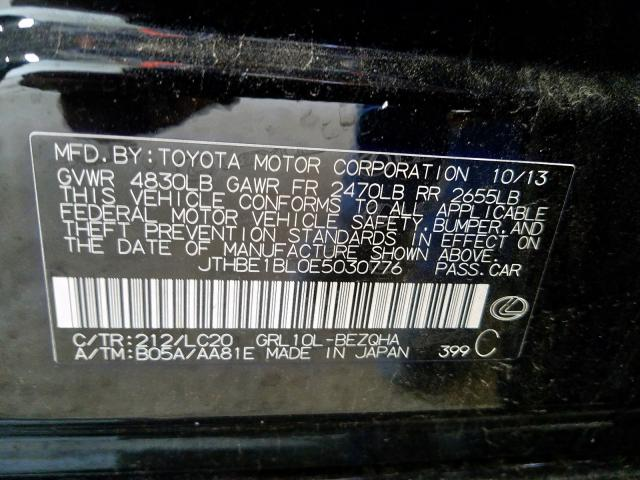 MFD. BY: TOYOTA MOTOR CORPORATION 10/13
GVWR 4830LB GAWR FR 2470LB RR 2655LB
THIS VEHICLE CONFORMS TO ALL APPLICABLE
FEDERAL MOTOR VEHICLE SAFETY, BUMPER, AND
THEFT PREVENTION STANDARDS IN EFFECT ON
THE DATE OF MANUFACTURE SHOWN ABOVE.
JTHBE1BL0E5030776 PASS. CAR
C/TR: 212/LC20 GRL10L-BEZQHA
A/TM: B05A/AA81E MADE IN JAPAN 399 C